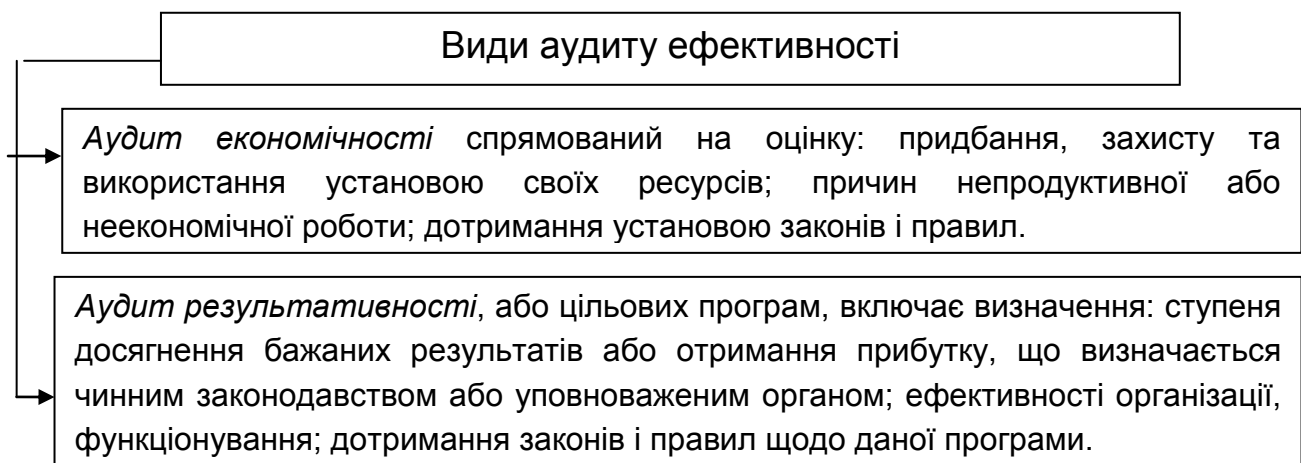 Види аудиту ефективності
Аудит економічності спрямований на оцінку: придбання, захисту та
використання установою своїх ресурсів; причин непродуктивної або
неекономічної роботи; дотримання установою законів і правил.
Аудит результативності, або цільових програм, включає визначення: ступеня
досягнення бажаних результатів або отримання прибутку, що визначається
чинним законодавством або уповноваженим органом; ефективності організації,
функціонування; дотримання законів і правил щодо даної програми.